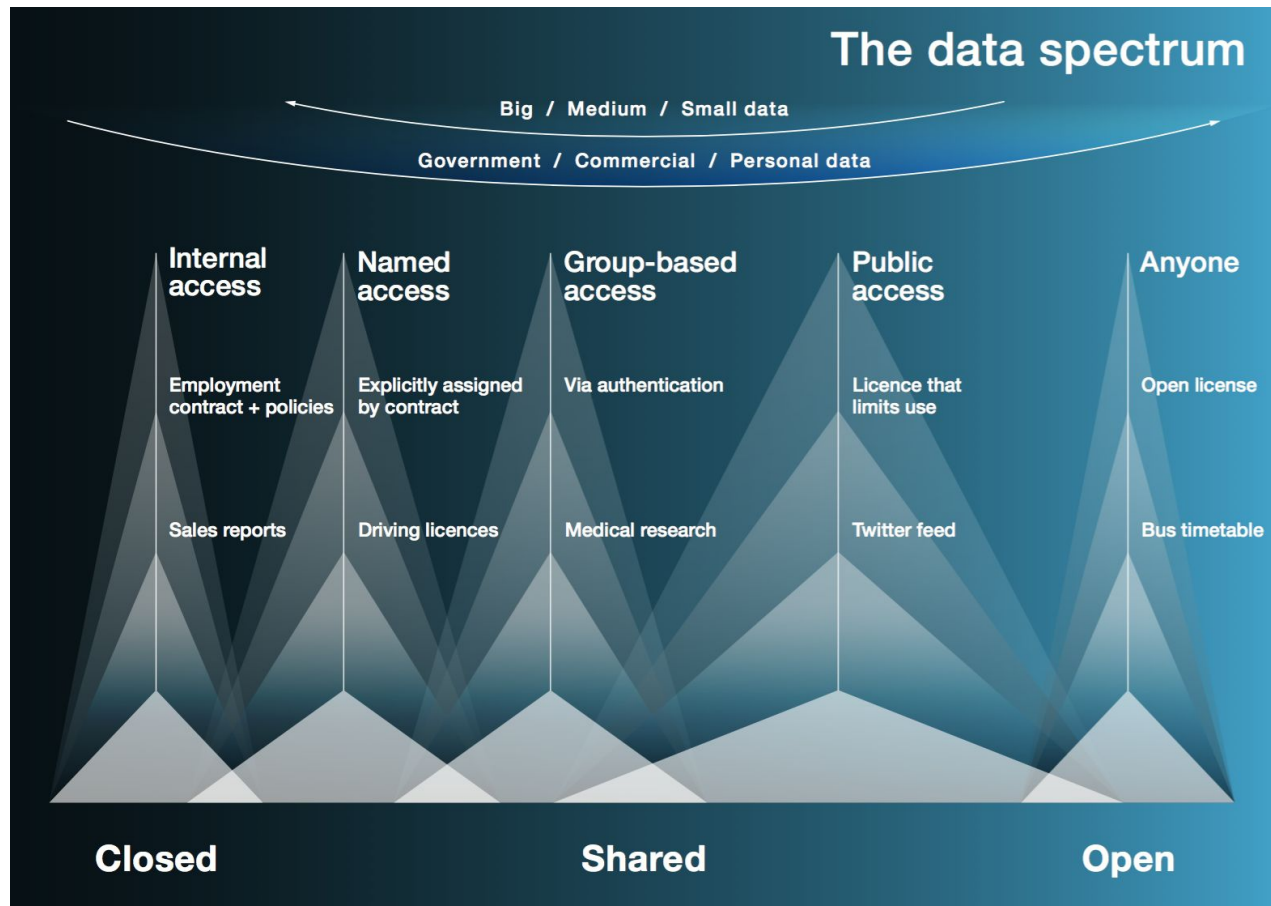 The data spectrum
Big / Medium / Small data
Government / Commercial / Personal data
Internal
access
Named
access
Group-based
access
Public
access
Anyone
Employment
contract + policies
Explicitly assigned
by contract
Via authentication
Licence that
limits use
Open license
Sales reports
Driving licences
Medical research
Twitter feed
Bus timetable
Closed
Shared
Open